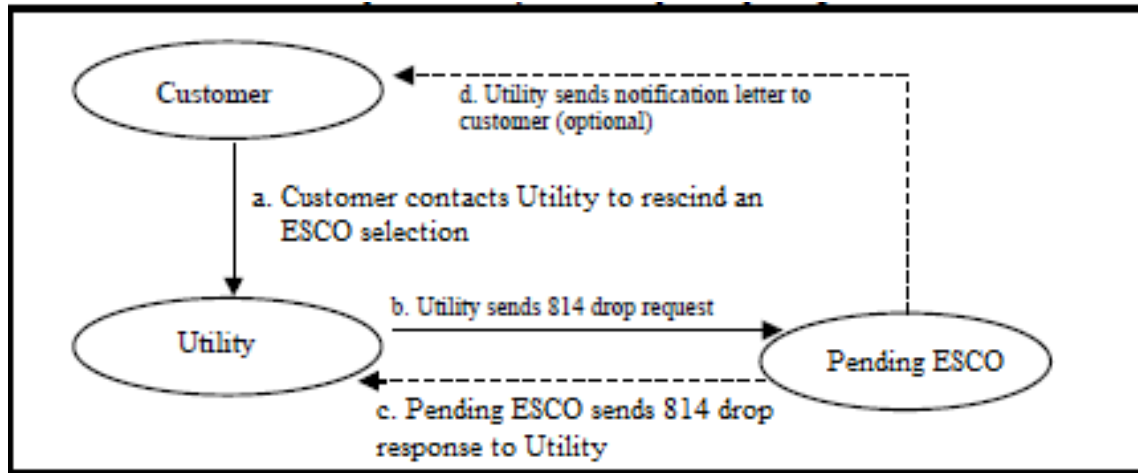 Customer
d. Utility sends notification letter to
customer (optional)
a. Customer contacts Utility to rescind an
ESCO selection
b. Utility sends 814 drop request
Utility
Pending ESCO
c. Pending ESCO sends 814 drop
response to Utility